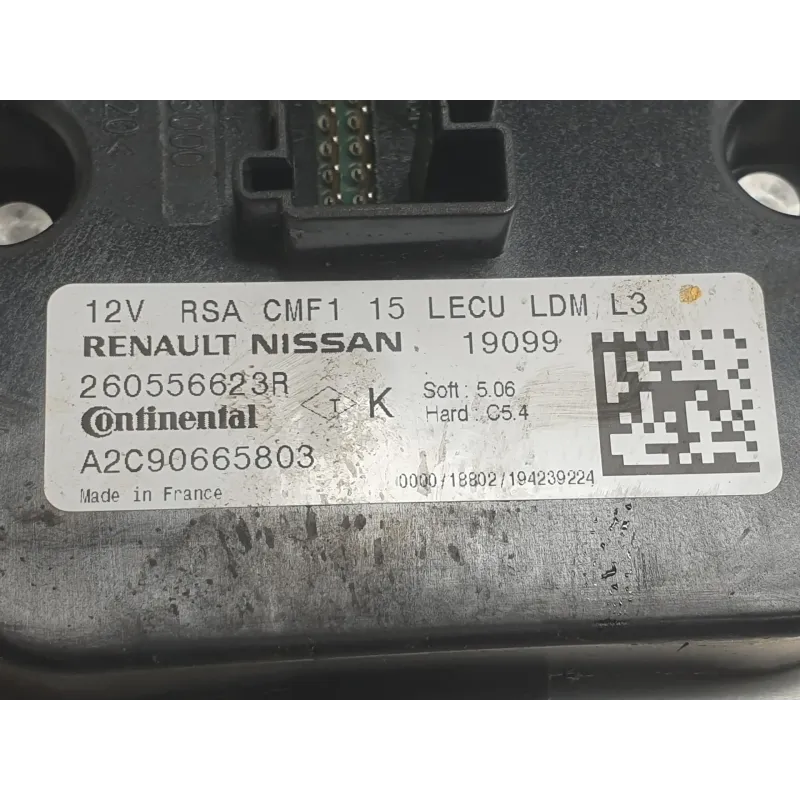 12V RSA CMF1 15 LECU LDM L3
RENAULT NISSAN. 19099
260556623R T K Soft : 5.06
Continental Hard : C5.4
A2C90665803
Made in France 0000/18802/194239224